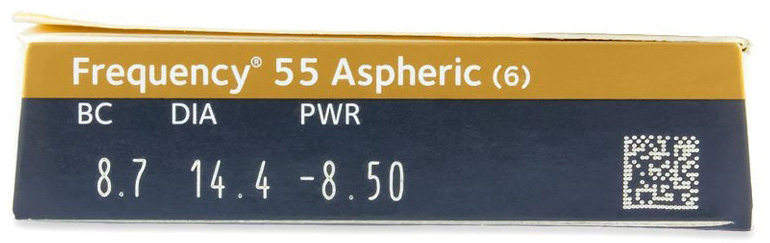 Frequency® 55 Aspheric (6)
BC DIA PWR
8.7 14.4 -8.50